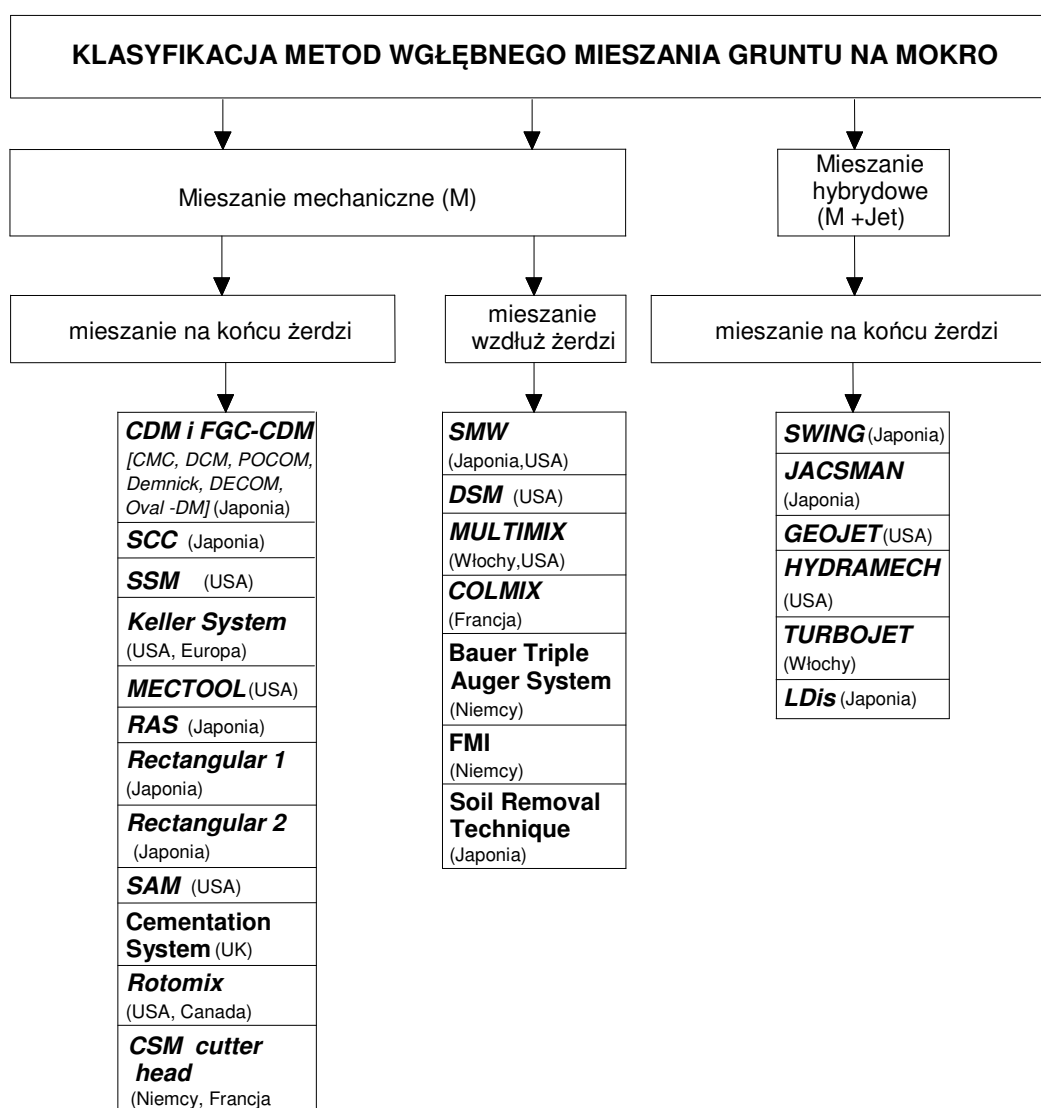 KLASYFIKACJA METOD WGŁĘBNEGO MIESZANIA GRUNTU NA MOKRO
Mieszanie mechaniczne (M)
Mieszanie
hybrydowe
(M +Jet)
mieszanie na końcu żerdzi
mieszanie
wzdłuż żerdzi
mieszanie na końcu żerdzi
CDM i FGC-CDM
[CMC, DCM, POCOM,
Demnick, DECOM,
Oval -DM] (Japonia)
SCC (Japonia)
SSM (USA)
Keller System
(USA, Europa)
MECTOOL (USA)
RAS (Japonia)
Rectangular 1
(Japonia)
Rectangular 2
(Japonia)
SAM (USA)
Cementation
System (UK)
Rotomix
(USA, Canada)
CSM cutter
head
(Niemcy, Francja
SMW
(Japonia,USA)
DSM (USA)
MULTIMIX
(Włochy,USA)
COLMIX
(Francja)
Bauer Triple
Auger System
(Niemcy)
FMI
(Niemcy)
Soil Removal
Technique
(Japonia)
SWING (Japonia)
JACSMAN
(Japonia)
GEOJET (USA)
HYDRAMECH
(USA)
TURBOJET
(Włochy)
LDis (Japonia)